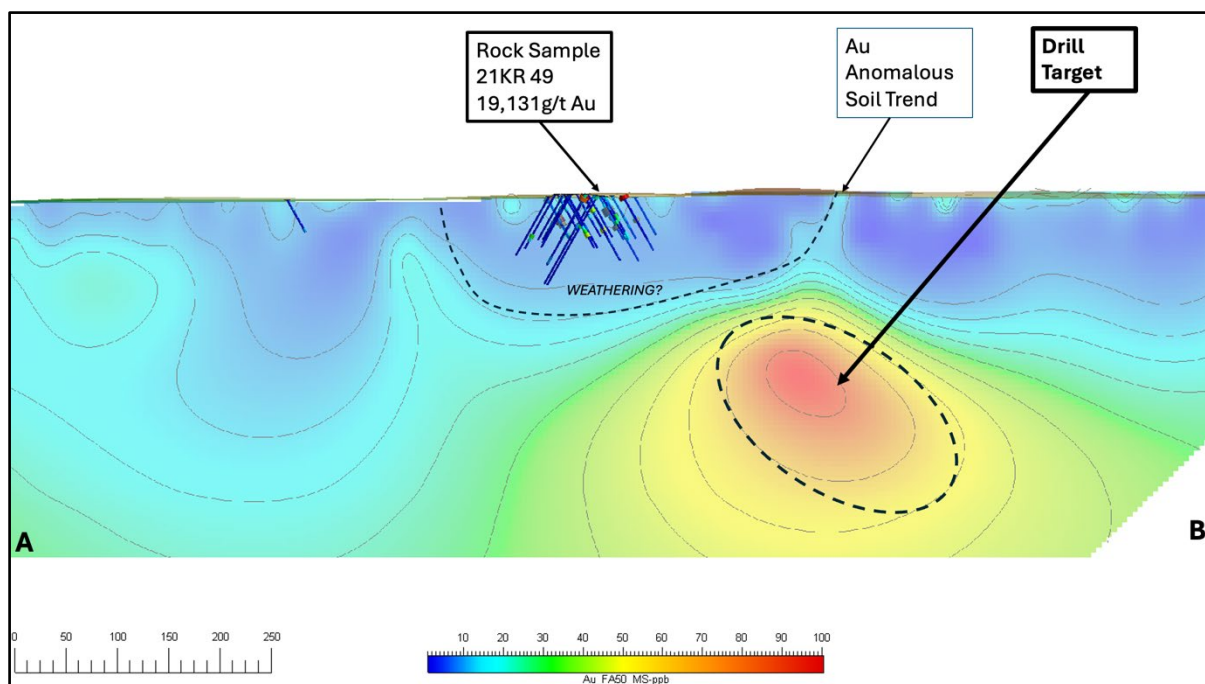 Rock Sample
21KR 49
19,131g/t Au
Au
Anomalous
Soil Trend
Drill
Target
WEATHERING?
A
B
0 50 100 150 200 250
10 20 30 40 50 60 70 80 90 100
Au_FA50_MS-ppb